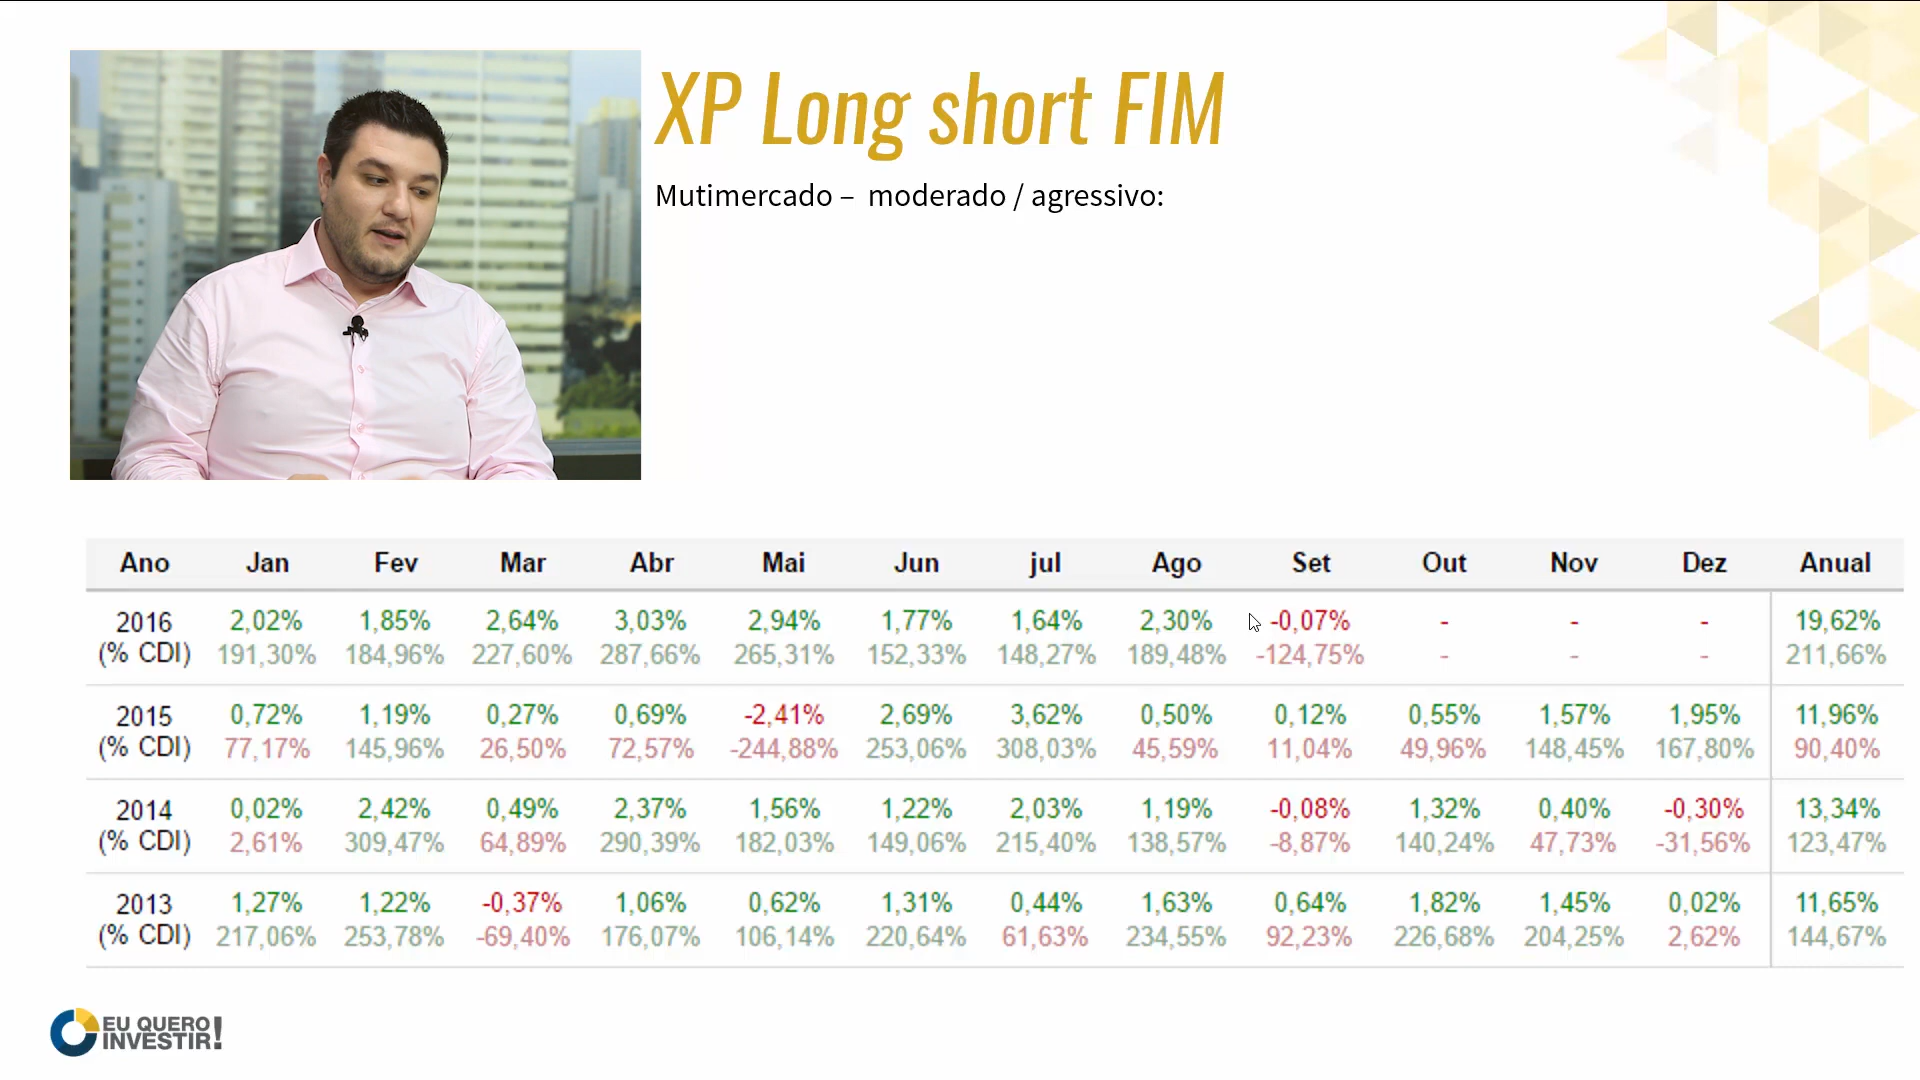 XP Long short FIM
Mutimercado – moderado / agressivo:
Ano Jan Fev Mar Abr Mai Jun jul Ago Set Out Nov Dez Anual
2016 2,02% 1,85% 2,64% 3,03% 2,94% 1,77% 1,64% 2,30% -0,07% - - - 19,62%
(% CDI) 191,30% 184,96% 227,60% 287,66% 265,31% 152,33% 148,27% 189,48% -124,75% - - - 211,66%
2015 0,72% 1,19% 0,27% 0,69% -2,41% 2,69% 3,62% 0,50% 0,12% 0,55% 1,57% 1,95% 11,96%
(% CDI) 77,17% 145,96% 26,50% 72,57% -244,88% 253,06% 308,03% 45,59% 11,04% 49,96% 148,45% 167,80% 90,40%
2014 0,02% 2,42% 0,49% 2,37% 1,56% 1,22% 2,03% 1,19% -0,08% 1,32% 0,40% -0,30% 13,34%
(% CDI) 2,61% 309,47% 64,89% 290,39% 182,03% 149,06% 215,40% 138,57% -8,87% 140,24% 47,73% -31,56% 123,47%
2013 1,27% 1,22% -0,37% 1,06% 0,62% 1,31% 0,44% 1,63% 0,64% 1,82% 1,45% 0,02% 11,65%
(% CDI) 217,06% 253,78% -69,40% 176,07% 106,14% 220,64% 61,63% 234,55% 92,23% 226,68% 204,25% 2,62% 144,67%
EU QUERO
INVESTIR!